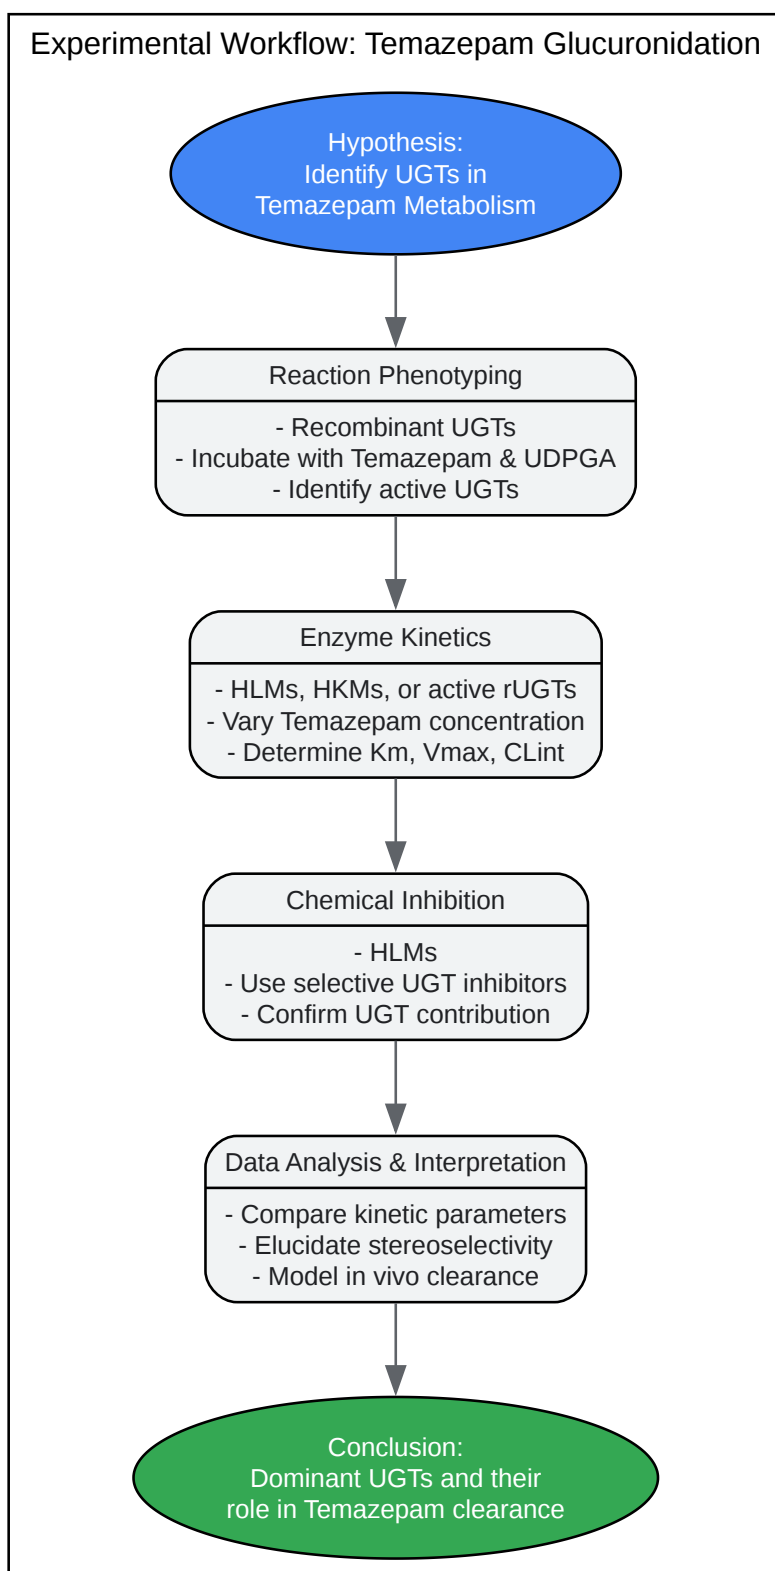 Experimental Workflow: Temazepam Glucuronidation
Hypothesis:
Identify UGTs in
Temazepam Metabolism
Reaction Phenotyping
- Recombinant UGTs
- Incubate with Temazepam & UDPGA
- Identify active UGTs
Enzyme Kinetics
- HLMs, HKMs, or active rUGTs
- Vary Temazepam concentration
- Determine Km, Vmax, CLint
Chemical Inhibition
- HLMs
- Use selective UGT inhibitors
- Confirm UGT contribution
Data Analysis & Interpretation
- Compare kinetic parameters
- Elucidate stereoselectivity
- Model in vivo clearance
Conclusion:
Dominant UGTs and their
role in Temazepam clearance